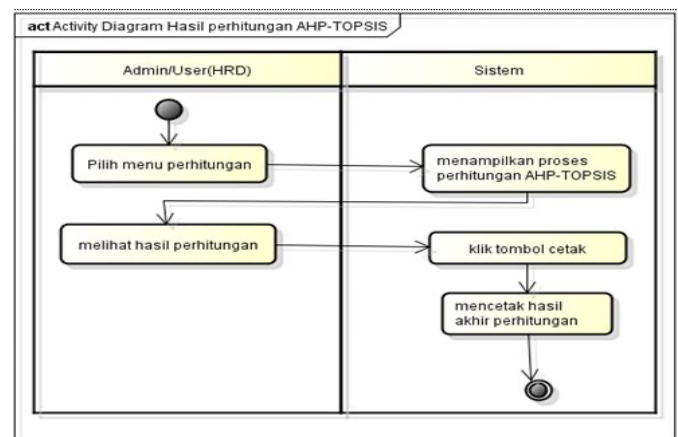 act Activity Diagram Hasil perhitungan AHP-TOPSIS
Admin/User(HRD)
Sistem
Pilih menu perhitungan
menampilkan proses
perhitungan AHP-TOPSIS
melihat hasil perhitungan
klik tombol cetak
mencetak hasil
akhir perhitungan